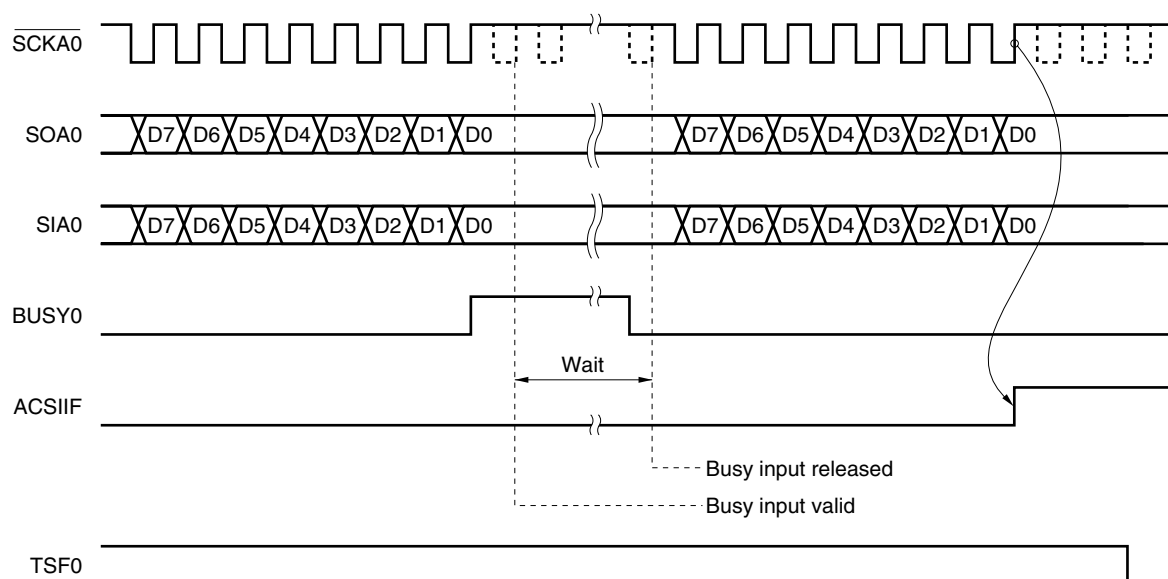 SCKA0
SOA0 D7 D6 D5 D4 D3 D2 D1 D0 D7 D6 D5 D4 D3 D2 D1 D0
SIA0 D7 D6 D5 D4 D3 D2 D1 D0 D7 D6 D5 D4 D3 D2 D1 D0
BUSY0
Wait
ACSIIF
Busy input released
Busy input valid
TSF0